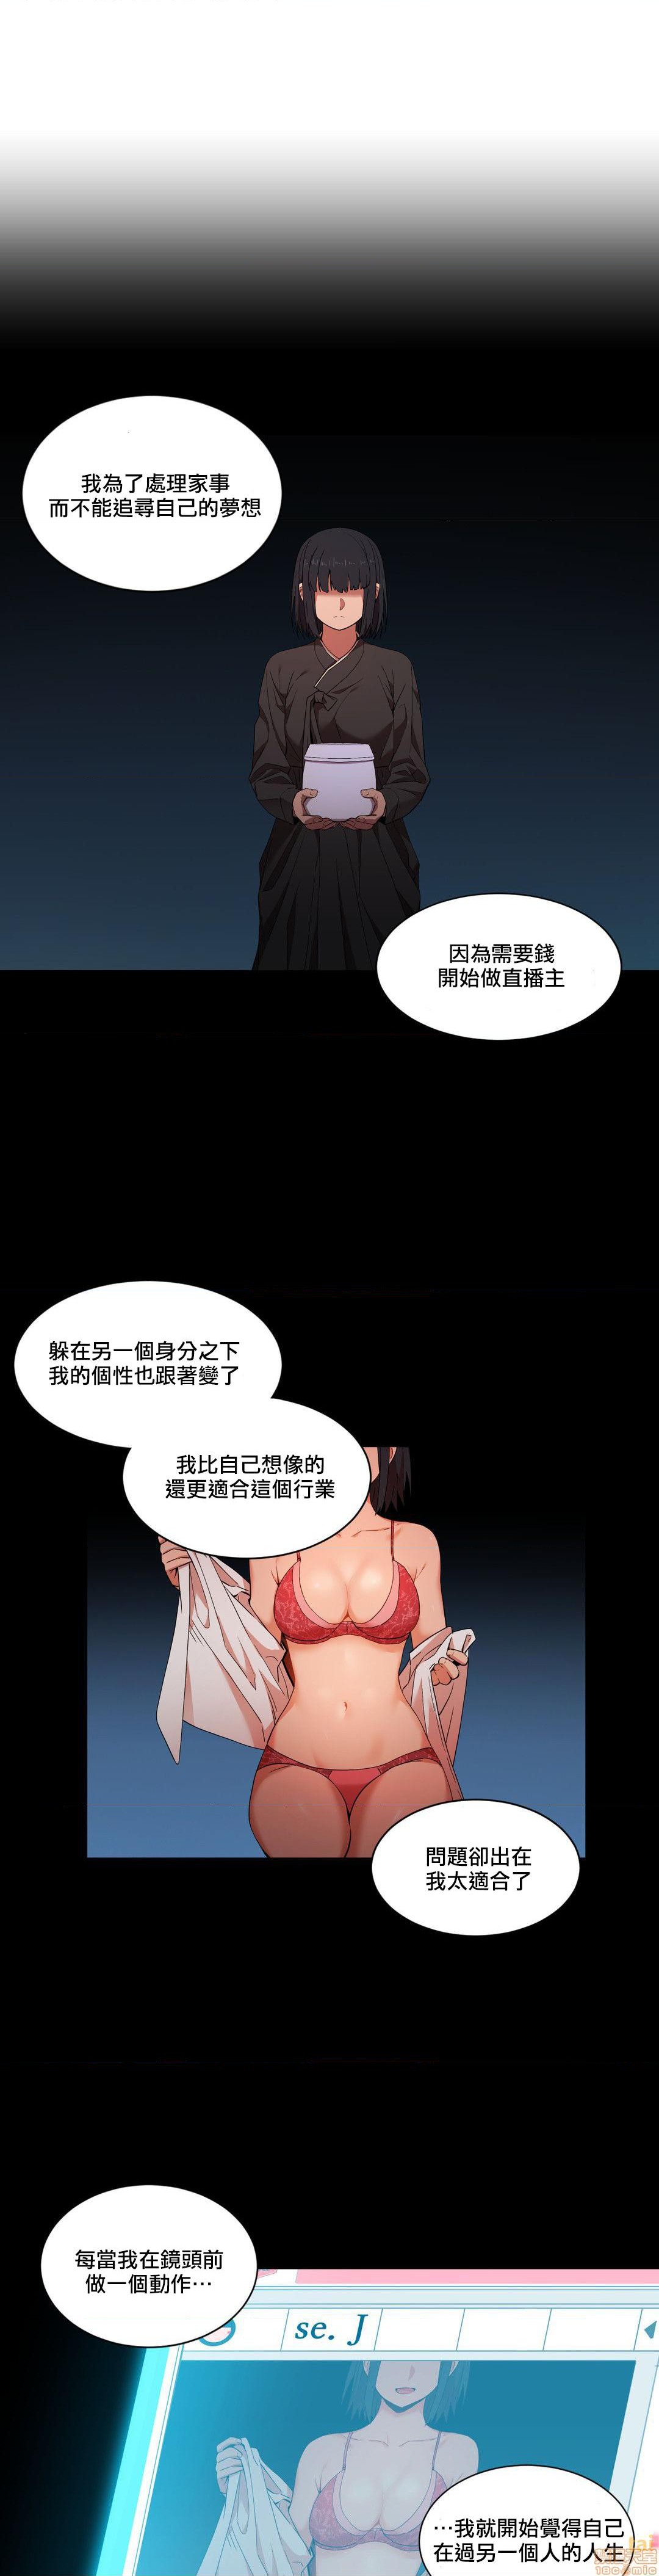 我為了處理家事
而不能追尋自己的夢想
因為需要錢
開始做直播主
躲在另一個身分之下
我的個性也跟著變了
我比自己想像的
還更適合這個行業
問題卻出在
我太適合了
每當我在鏡頭前
做一個動作…
se. J
…我就開始覺得自己
在過另一個人的人生
18comic